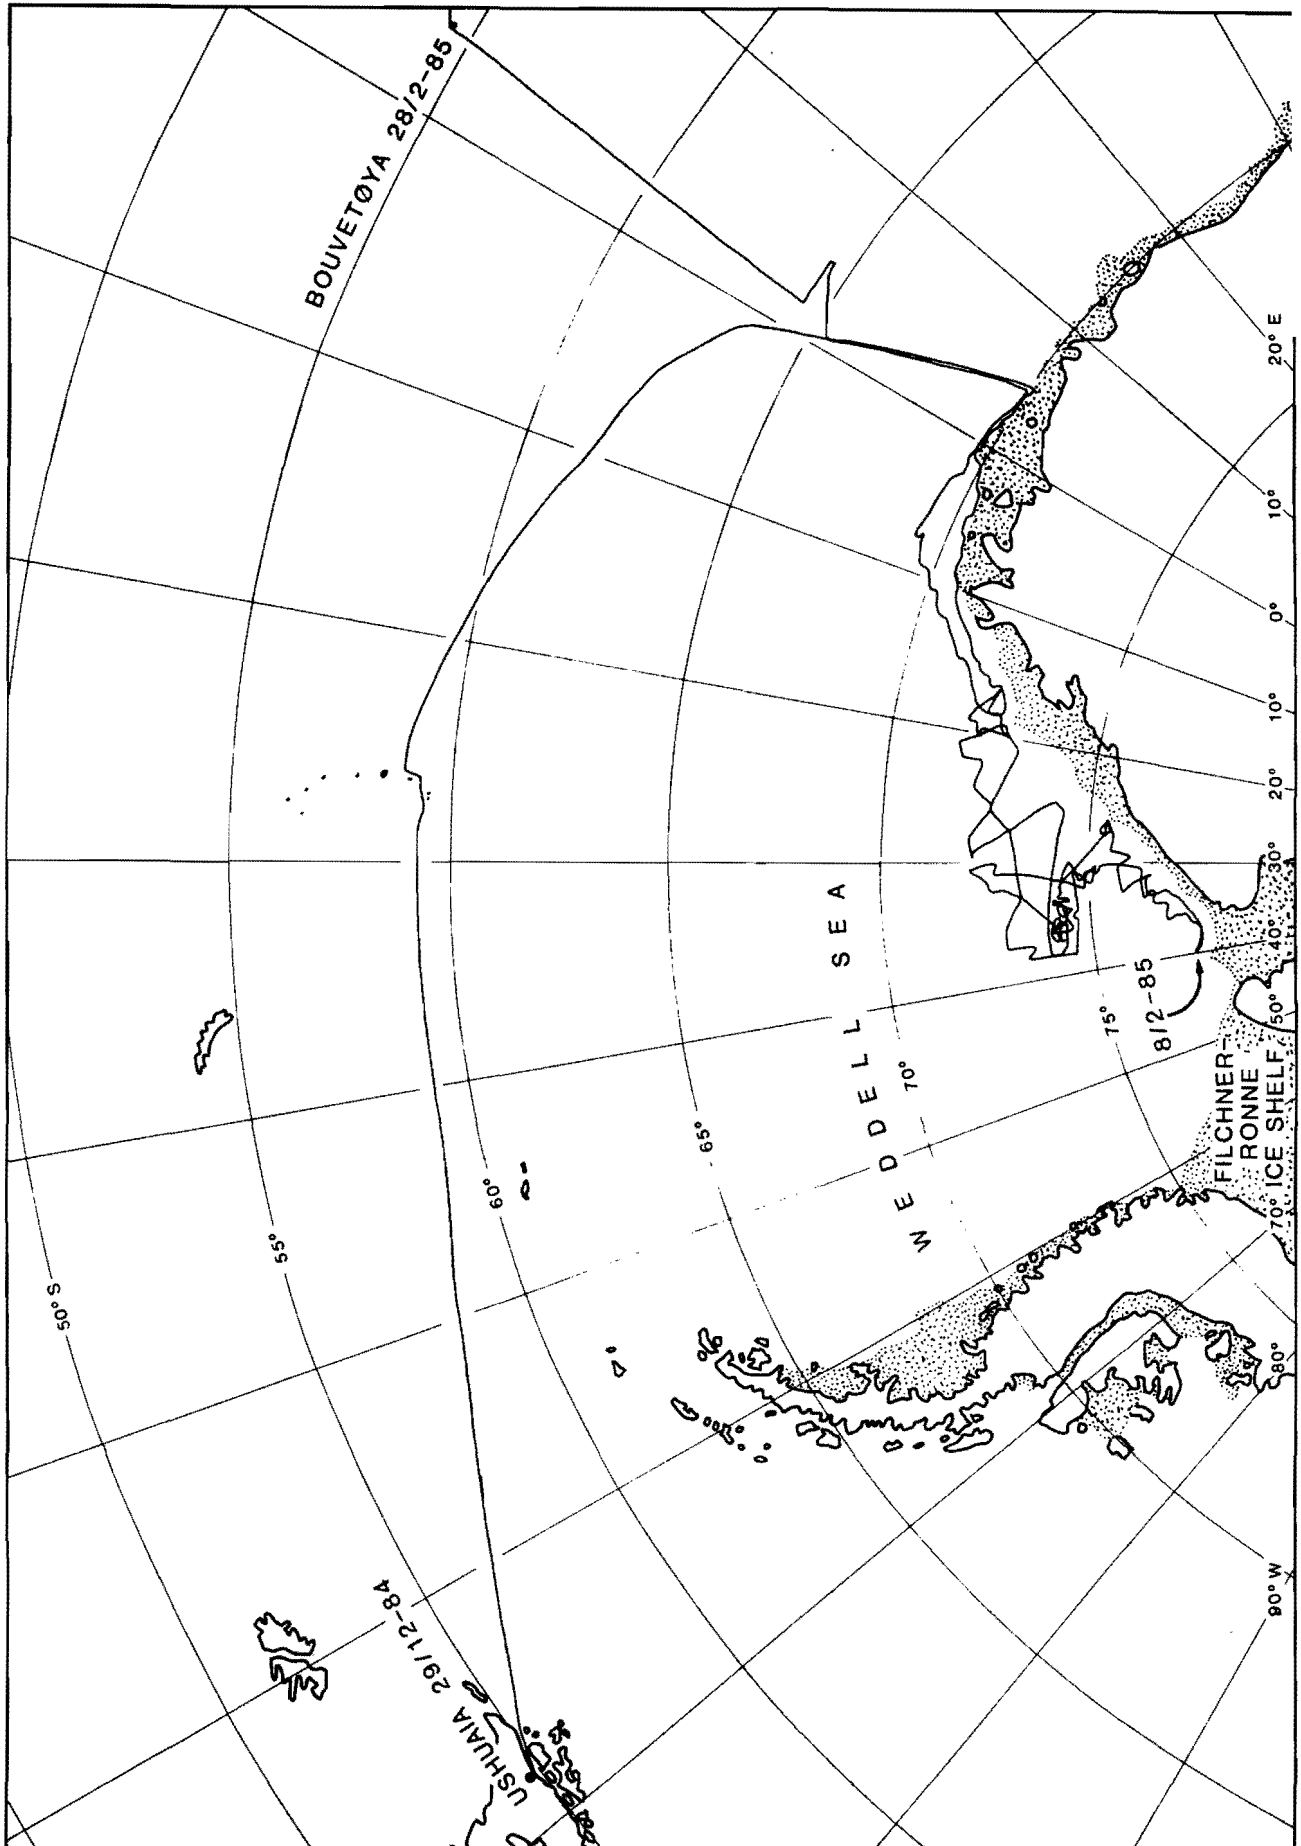 BOUVETØYA 28/2-85
USHUAIA 29/12-84
WEDDELL SEA
8/2-85
FILCHNER-
RONNE
ICE SHELF
50° S
55°
60°
65°
70°
75°
20° E
10°
0°
10°
20°
30°
40°
50°
70°
80°
90° W